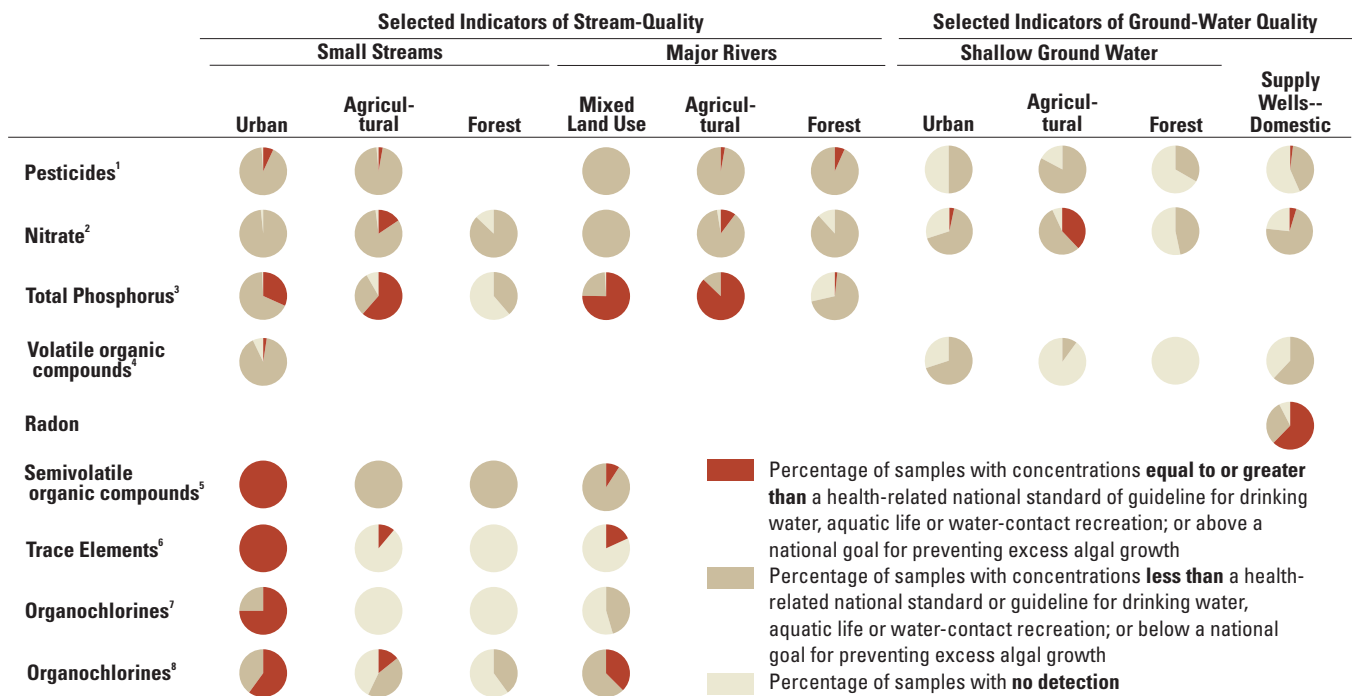 Selected Indicators of Stream-Quality Selected Indicators of Ground-Water Quality
Small Streams Major Rivers Shallow Ground Water Supply Wells--Domestic
Urban Agricul-tural Forest Mixed Land Use Agricul-tural Forest Urban Agricul-tural Forest
Pesticides1
Nitrate2
Total Phosphorus3
Volatile organic
compounds4
Radon
Semivolatile
organic compounds5
Trace Elements6
Organochlorines7
Organochlorines8
Percentage of samples with concentrations equal to or greater
than a health-related national standard of guideline for drinking
water, aquatic life or water-contact recreation; or above a
national goal for preventing excess algal growth
Percentage of samples with concentrations less than a health-
related national standard or guideline for drinking water,
aquatic life or water-contact recreation; or below a national
goal for preventing excess algal growth
Percentage of samples with no detection